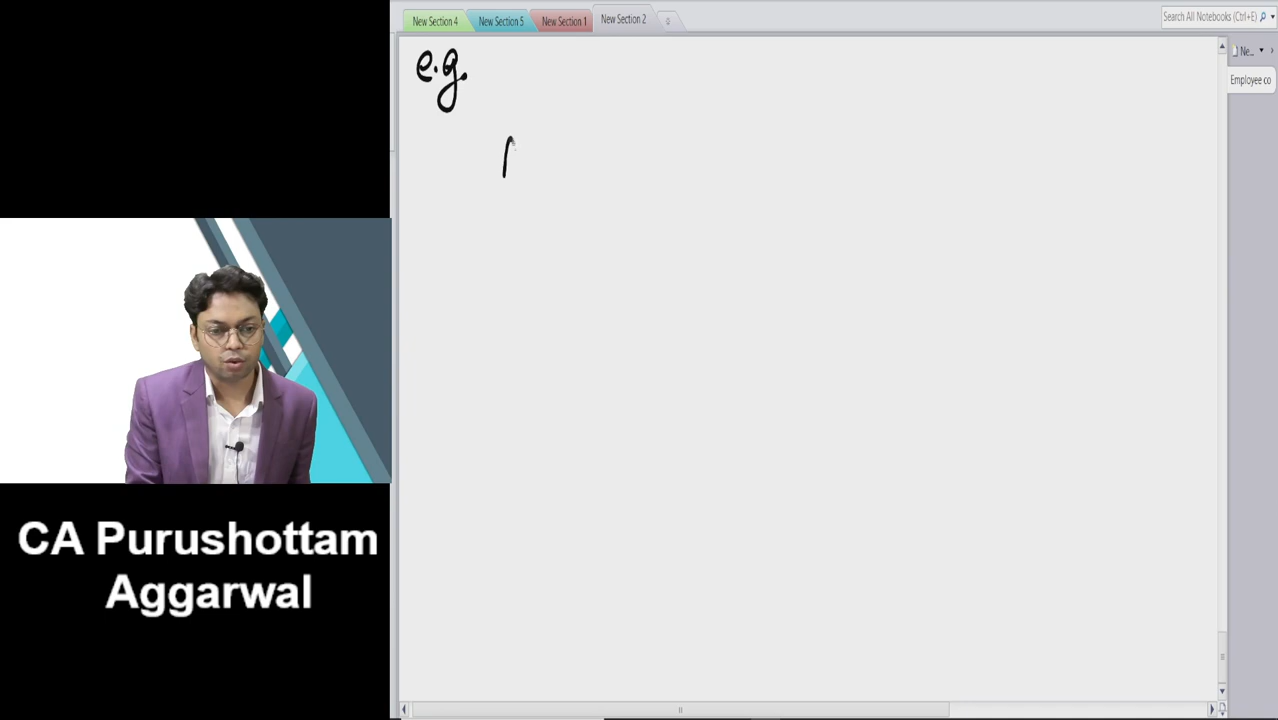 New Section 4
New Section 5
New Section 1
New Section 2
Search All Notebooks (Ctrl+E)
Ne...
Employee co
e.g.
CA Purushottam
Aggarwal